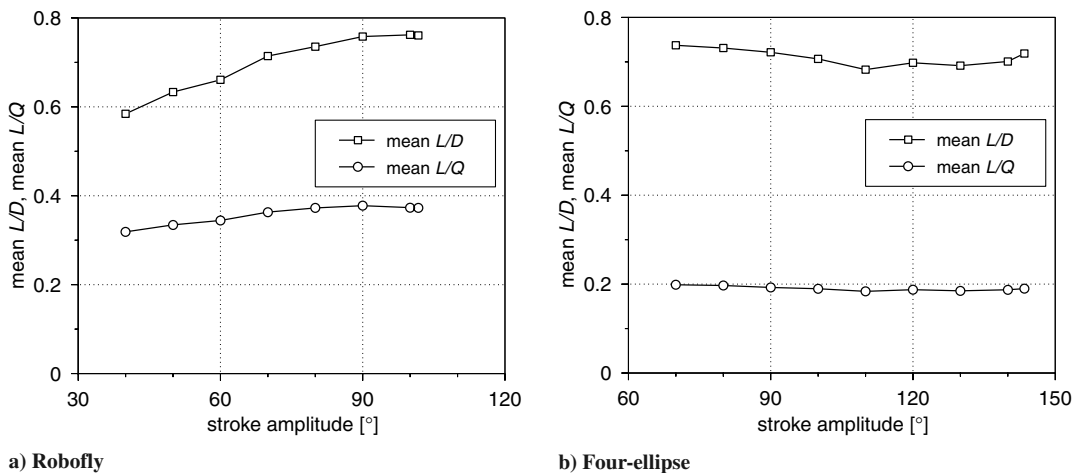 0.8
0.6
0.4
0.2
0
mean L/D, mean L/Q
mean L/D
mean L/Q
30 60 90 120
stroke amplitude [°]
a) Robofly
0.8
0.6
0.4
0.2
0
mean L/D, mean L/Q
mean L/D
mean L/Q
60 90 120 150
stroke amplitude [°]
b) Four-ellipse